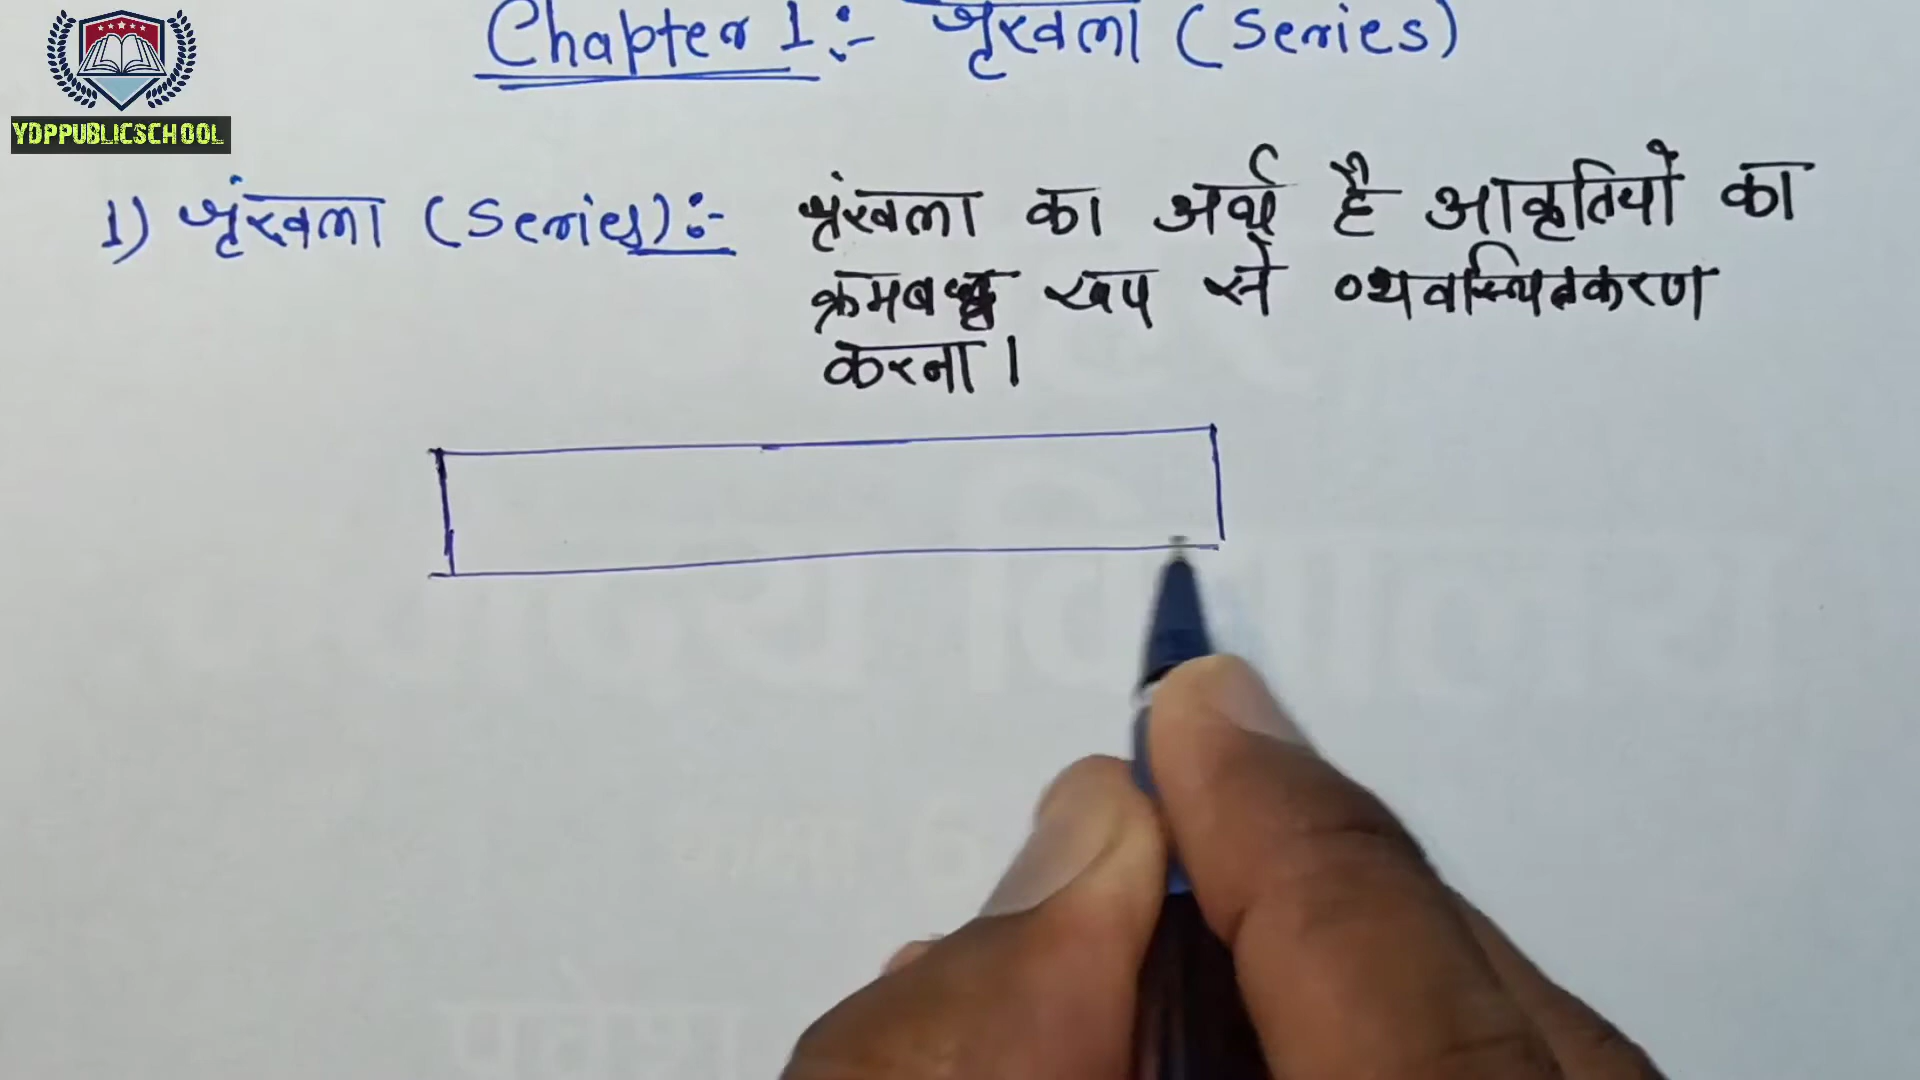 YDPPUBLICSCHOOL
Chapter 1:- शृंखला (Series)
1) शृंखला (Series):- शृंखला का अर्थ है आकृतियों का
क्रमबद्ध रूप से व्यवस्थितकरण
करना।